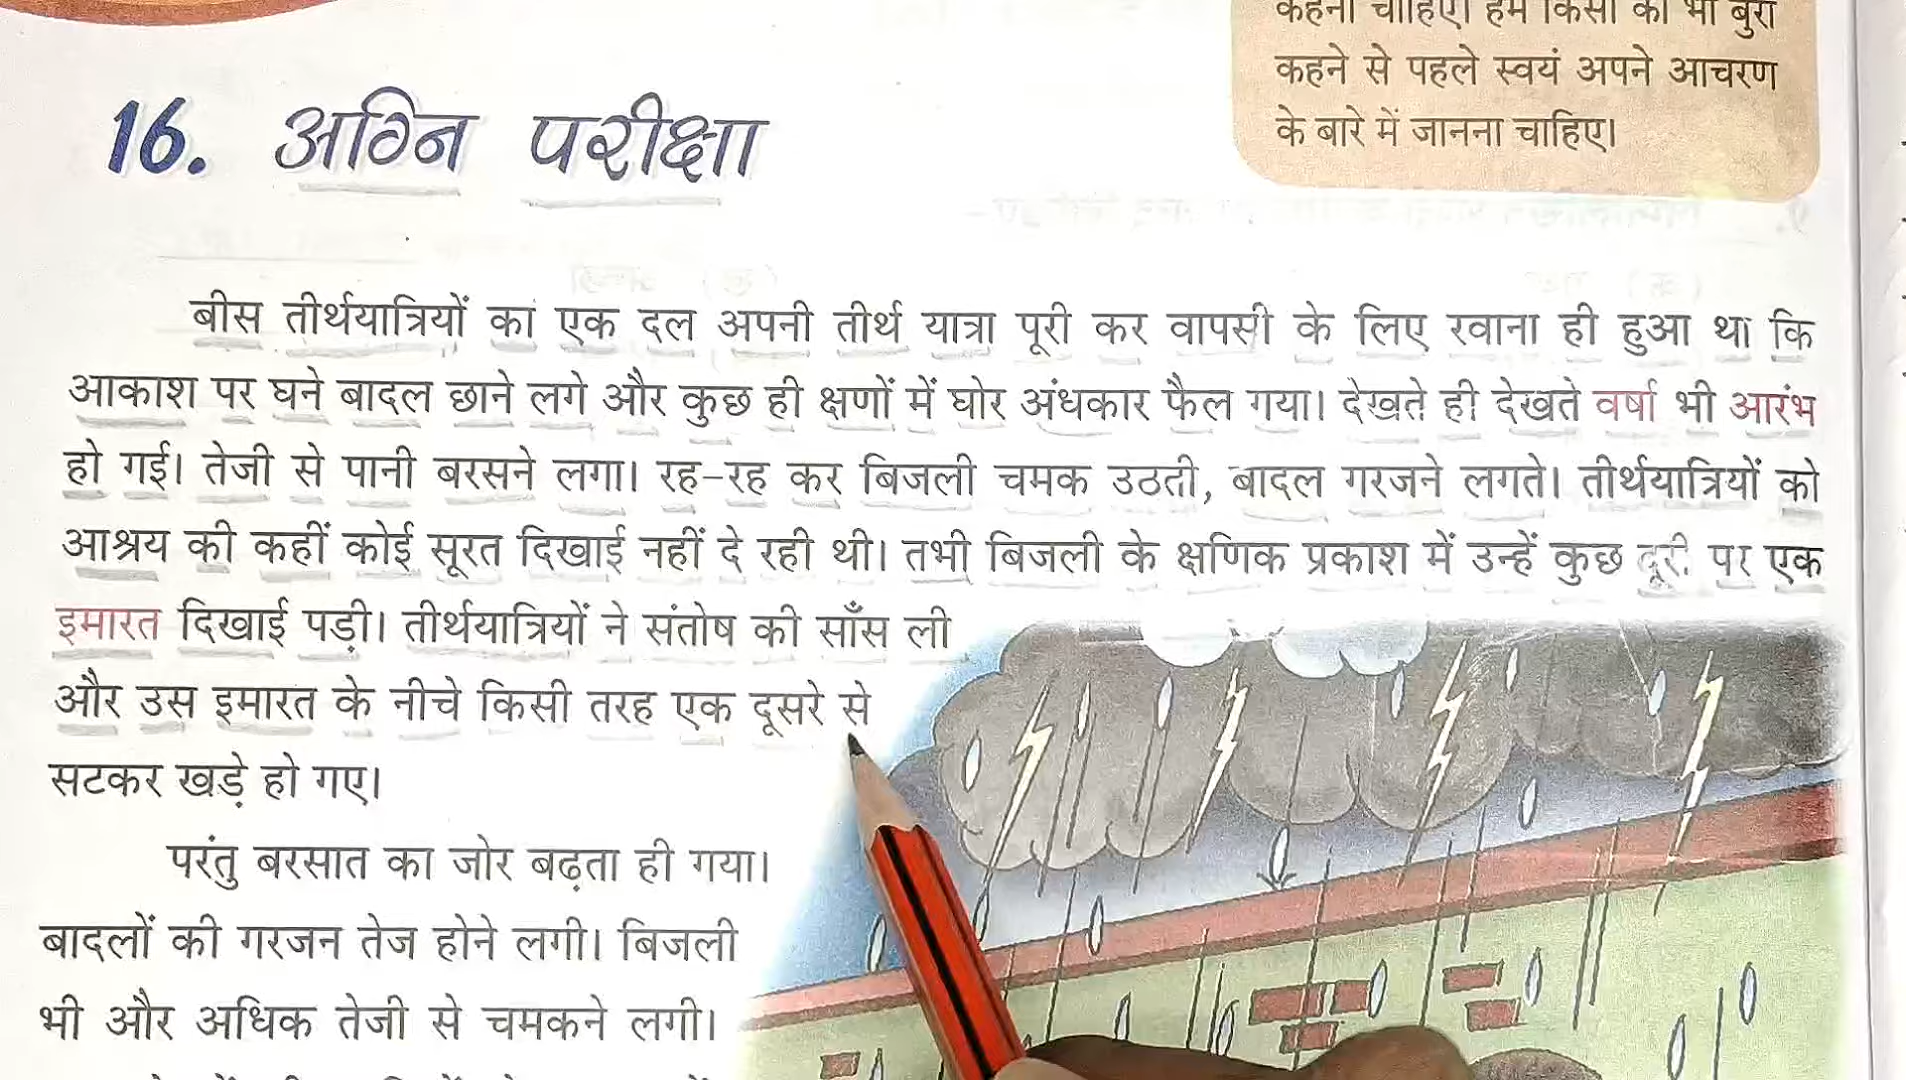 कहना चाहिए। हमें किसी को भी बुरा
कहने से पहले स्वयं अपने आचरण
के बारे में जानना चाहिए।
16. अग्नि परीक्षा
बीस तीर्थयात्रियों का एक दल अपनी तीर्थ यात्रा पूरी कर वापसी के लिए रवाना ही हुआ था कि
आकाश पर घने बादल छाने लगे और कुछ ही क्षणों में घोर अंधकार फैल गया। देखते ही देखते वर्षा भी आरंभ
हो गई। तेजी से पानी बरसने लगा। रह-रह कर बिजली चमक उठती, बादल गरजने लगते। तीर्थयात्रियों को
आश्रय की कहीं कोई सूरत दिखाई नहीं दे रही थी। तभी बिजली के क्षणिक प्रकाश में उन्हें कुछ दूरी पर एक
इमारत दिखाई पड़ी। तीर्थयात्रियों ने संतोष की साँस ली
और उस इमारत के नीचे किसी तरह एक दूसरे से
सटकर खड़े हो गए।
परंतु बरसात का जोर बढ़ता ही गया।
बादलों की गरजन तेज होने लगी। बिजली
भी और अधिक तेजी से चमकने लगी।